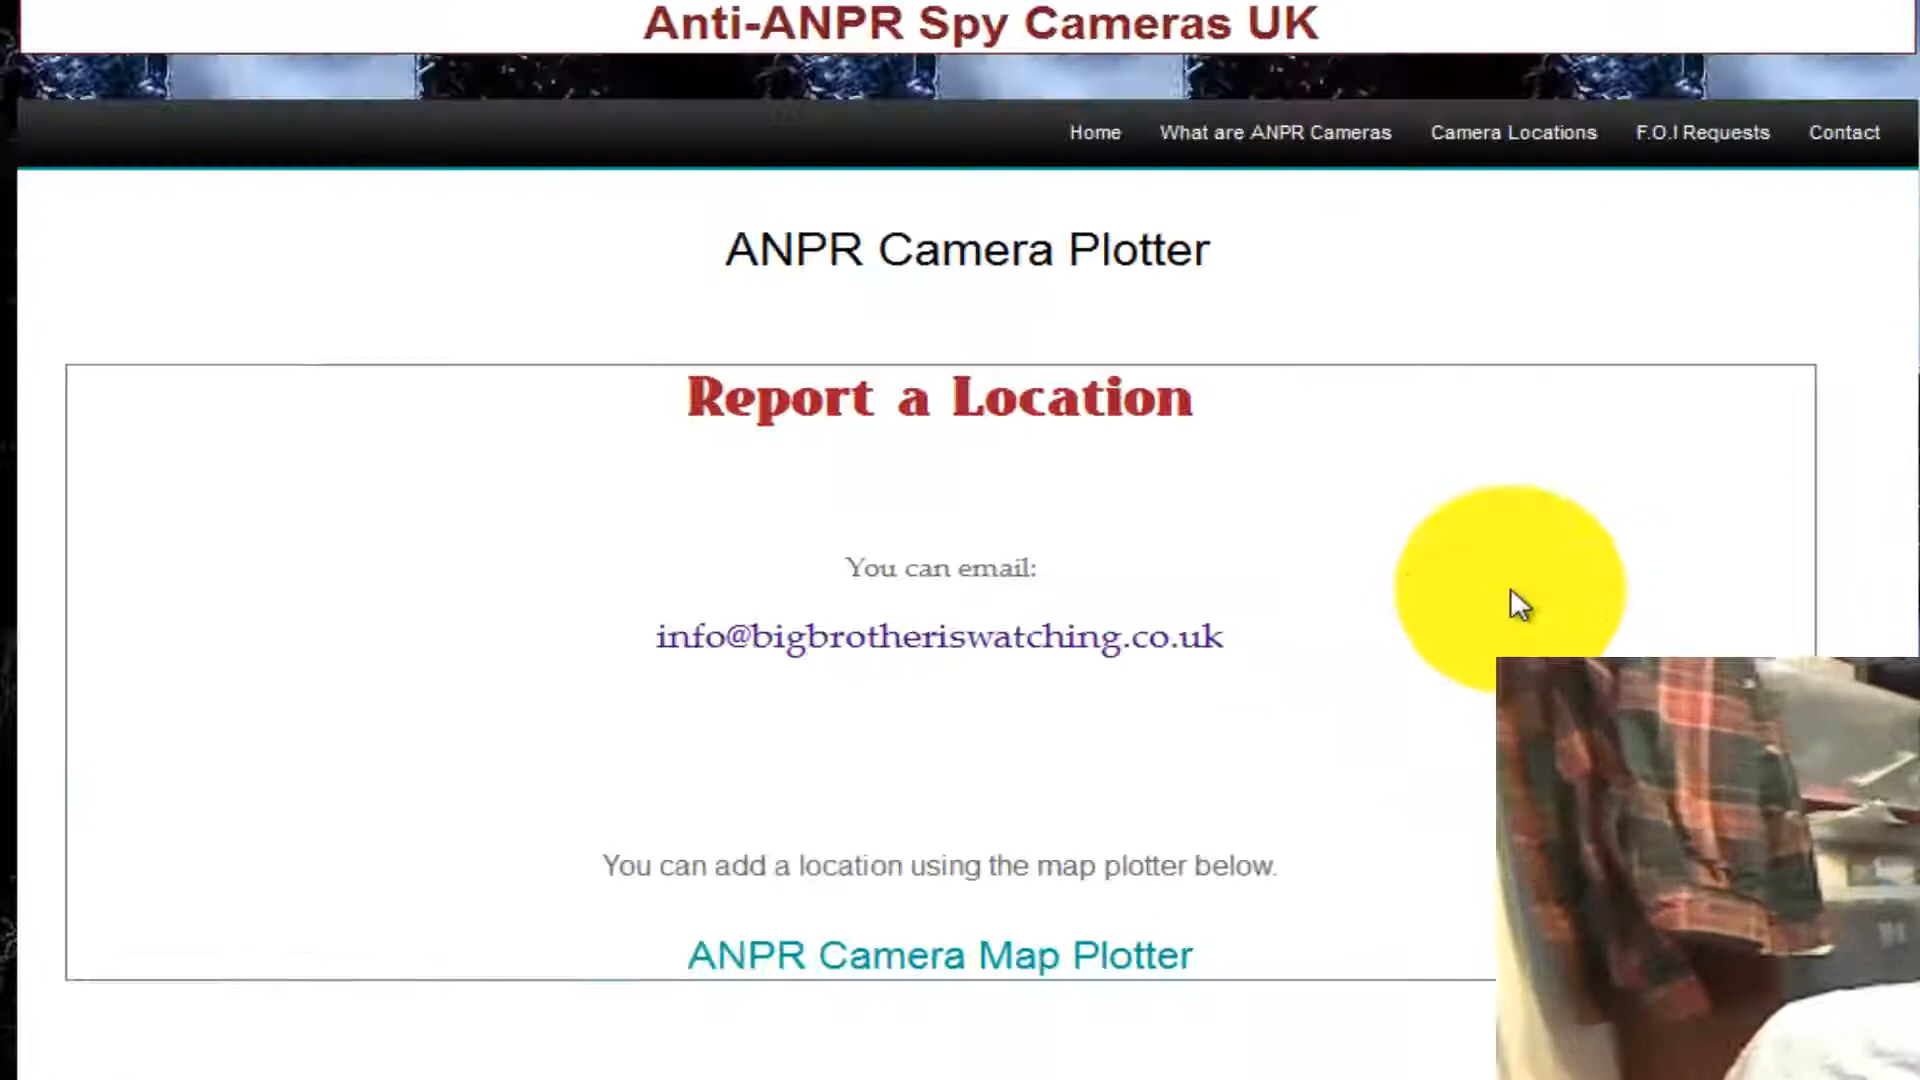 Anti-ANPR Spy Cameras UK
Home What are ANPR Cameras Camera Locations F.O.I Requests Contact
ANPR Camera Plotter
Report a Location
You can email:
info@bigbrotheriswatching.co.uk
You can add a location using the map plotter below.
ANPR Camera Map Plotter